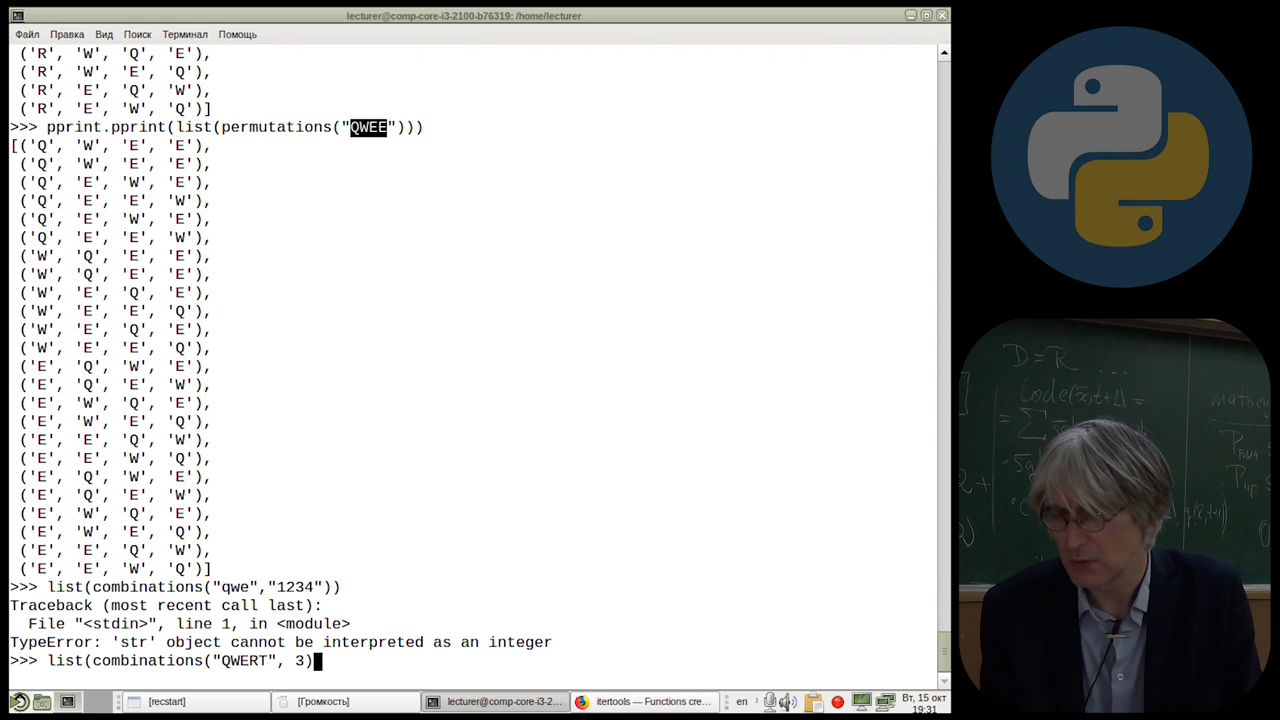 lecturer@comp-core-i3-2100-b76319: /home/lecturer
Файл Правка Вид Поиск Терминал Помощь
('R', 'W', 'Q', 'E'),
('R', 'W', 'E', 'Q'),
('R', 'E', 'Q', 'W'),
('R', 'E', 'W', 'Q')]
>>> pprint.pprint(list(permutations("QWEE")))
[('Q', 'W', 'E', 'E'),
('Q', 'W', 'E', 'E'),
('Q', 'E', 'W', 'E'),
('Q', 'E', 'E', 'W'),
('Q', 'E', 'W', 'E'),
('Q', 'E', 'E', 'W'),
('W', 'Q', 'E', 'E'),
('W', 'Q', 'E', 'E'),
('W', 'E', 'Q', 'E'),
('W', 'E', 'E', 'Q'),
('W', 'E', 'Q', 'E'),
('W', 'E', 'E', 'Q'),
('E', 'Q', 'W', 'E'),
('E', 'Q', 'E', 'W'),
('E', 'W', 'Q', 'E'),
('E', 'W', 'E', 'Q'),
('E', 'E', 'Q', 'W'),
('E', 'E', 'W', 'Q'),
('E', 'Q', 'W', 'E'),
('E', 'Q', 'E', 'W'),
('E', 'W', 'Q', 'E'),
('E', 'W', 'E', 'Q'),
('E', 'E', 'Q', 'W'),
('E', 'E', 'W', 'Q')]
>>> list(combinations("qwe","1234"))
Traceback (most recent call last):
File "<stdin>", line 1, in <module>
TypeError: 'str' object cannot be interpreted as an integer
>>> list(combinations("QWERT", 3)
[recstart]
[Громкость]
lecturer@comp-core-i3-2...
itertools — Functions cre...
en
Вт, 15 окт
19:31
D = R ...
Code(x, t+1) =